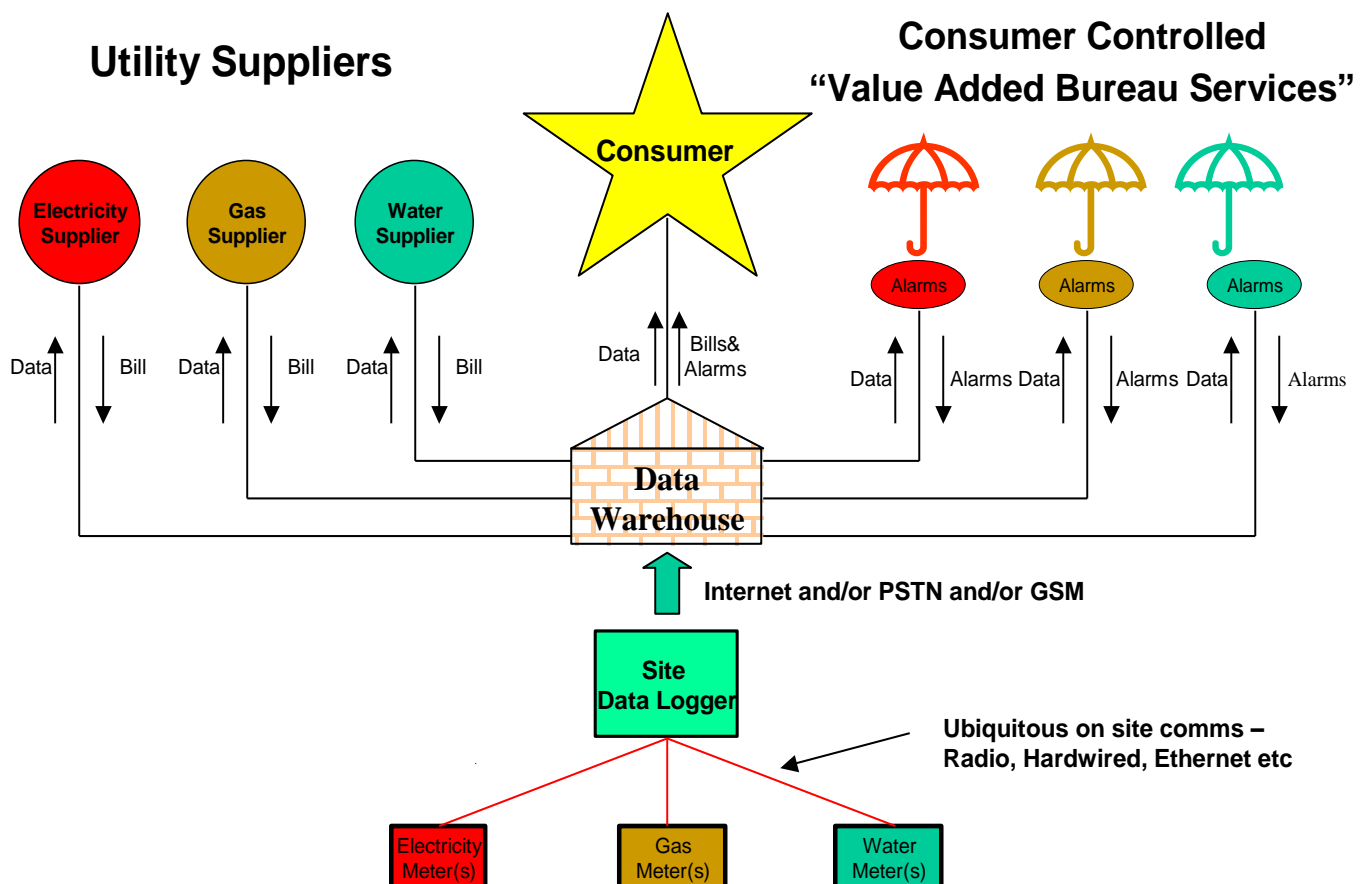 Utility Suppliers
Consumer Controlled
“Value Added Bureau Services”
Consumer
Electricity
Supplier
Gas
Supplier
Water
Supplier
Alarms
Alarms
Alarms
Data
Bill
Data
Bill
Data
Bill
Data
Bills&
Alarms
Data
Alarms
Data
Alarms
Data
Alarms
Data
Warehouse
Internet and/or PSTN and/or GSM
Site
Data Logger
Ubiquitous on site comms –
Radio, Hardwired, Ethernet etc
Electricity
Meter(s)
Gas
Meter(s)
Water
Meter(s)